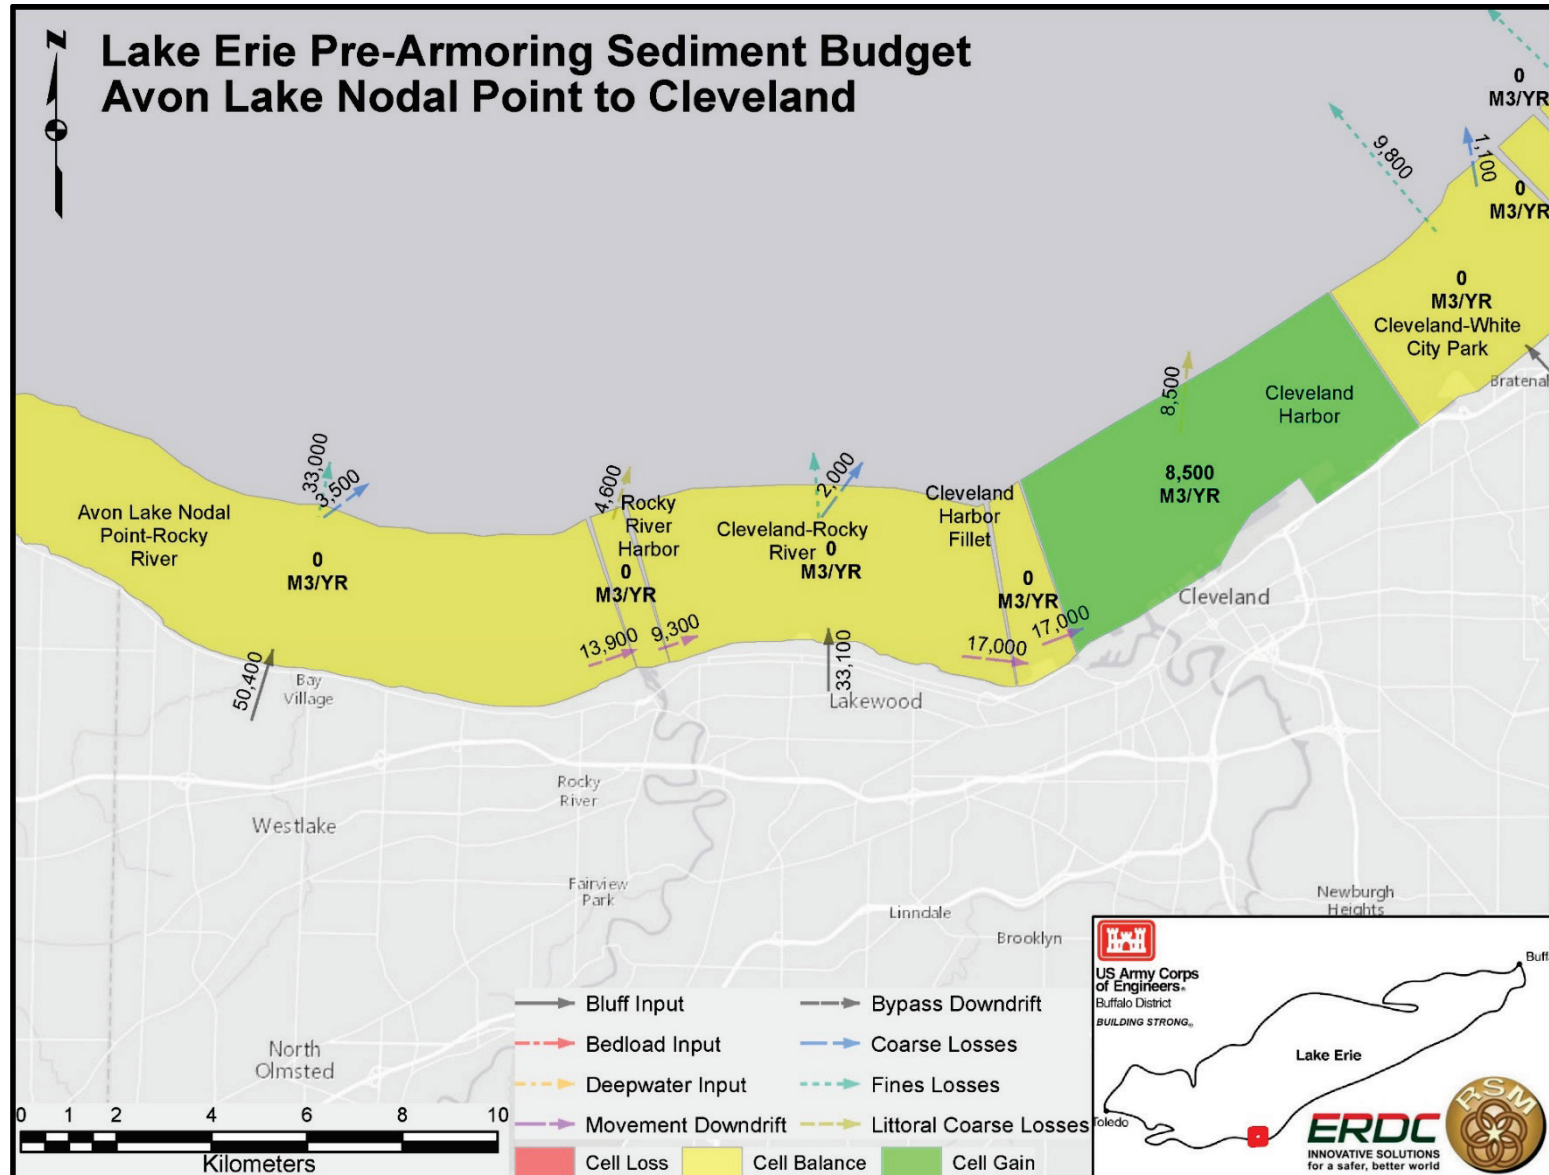 Lake Erie Pre-Armoring Sediment Budget
Avon Lake Nodal Point to Cleveland
N
0
M3/YR
9,800
1,100
0
M3/YR
0
M3/YR
Cleveland-White
City Park
Bratenal
8,500
Cleveland
Harbor
8,500
M3/YR
Cleveland
33,000
3,500
Avon Lake Nodal
Point-Rocky
River
0
M3/YR
4,600
Rocky
River
Harbor
0
M3/YR
2,000
Cleveland-Rocky
River
0
M3/YR
Cleveland
Harbor
Fillet
0
M3/YR
13,900
9,300
17,000
17,000
50,400
33,100
Bay
Village
Lakewood
Rocky
River
Westlake
Fairview
Park
Linndale
Brooklyn
Newburgh
Heights
North
Olmsted
0 1 2 4 6 8 10
Kilometers
Bluff Input
Bypass Downdrift
Bedload Input
Coarse Losses
Deepwater Input
Fines Losses
Movement Downdrift
Littoral Coarse Losses
Cell Loss
Cell Balance
Cell Gain
US Army Corps
of Engineers®
Buffalo District
BUILDING STRONG®
Buff
Lake Erie
Toledo
ERDC
INNOVATIVE SOLUTIONS
for a safer, better world
RSM